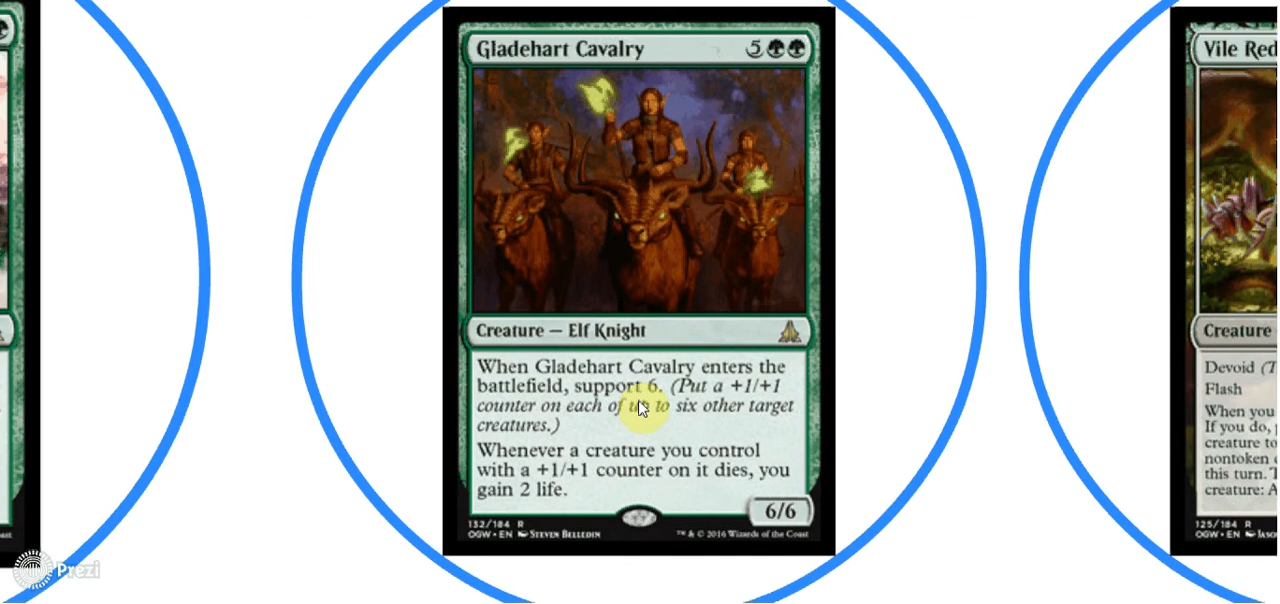 Gladehart Cavalry 5
Creature — Elf Knight
When Gladehart Cavalry enters the
battlefield, support 6. (Put a +1/+1
counter on each of up to six other target
creatures.)
Whenever a creature you control
with a +1/+1 counter on it dies, you
gain 2 life.
6/6
132/184 R
OGW • EN STEVEN BELLEDIN
™ & © 2016 Wizards of the Coast
Vile Red
Creature
Devoid (T
Flash
When you
If you do,
creature to
nontoken
this turn. T
creature: A
125/184 R
OGW • EN JASO
Prezi